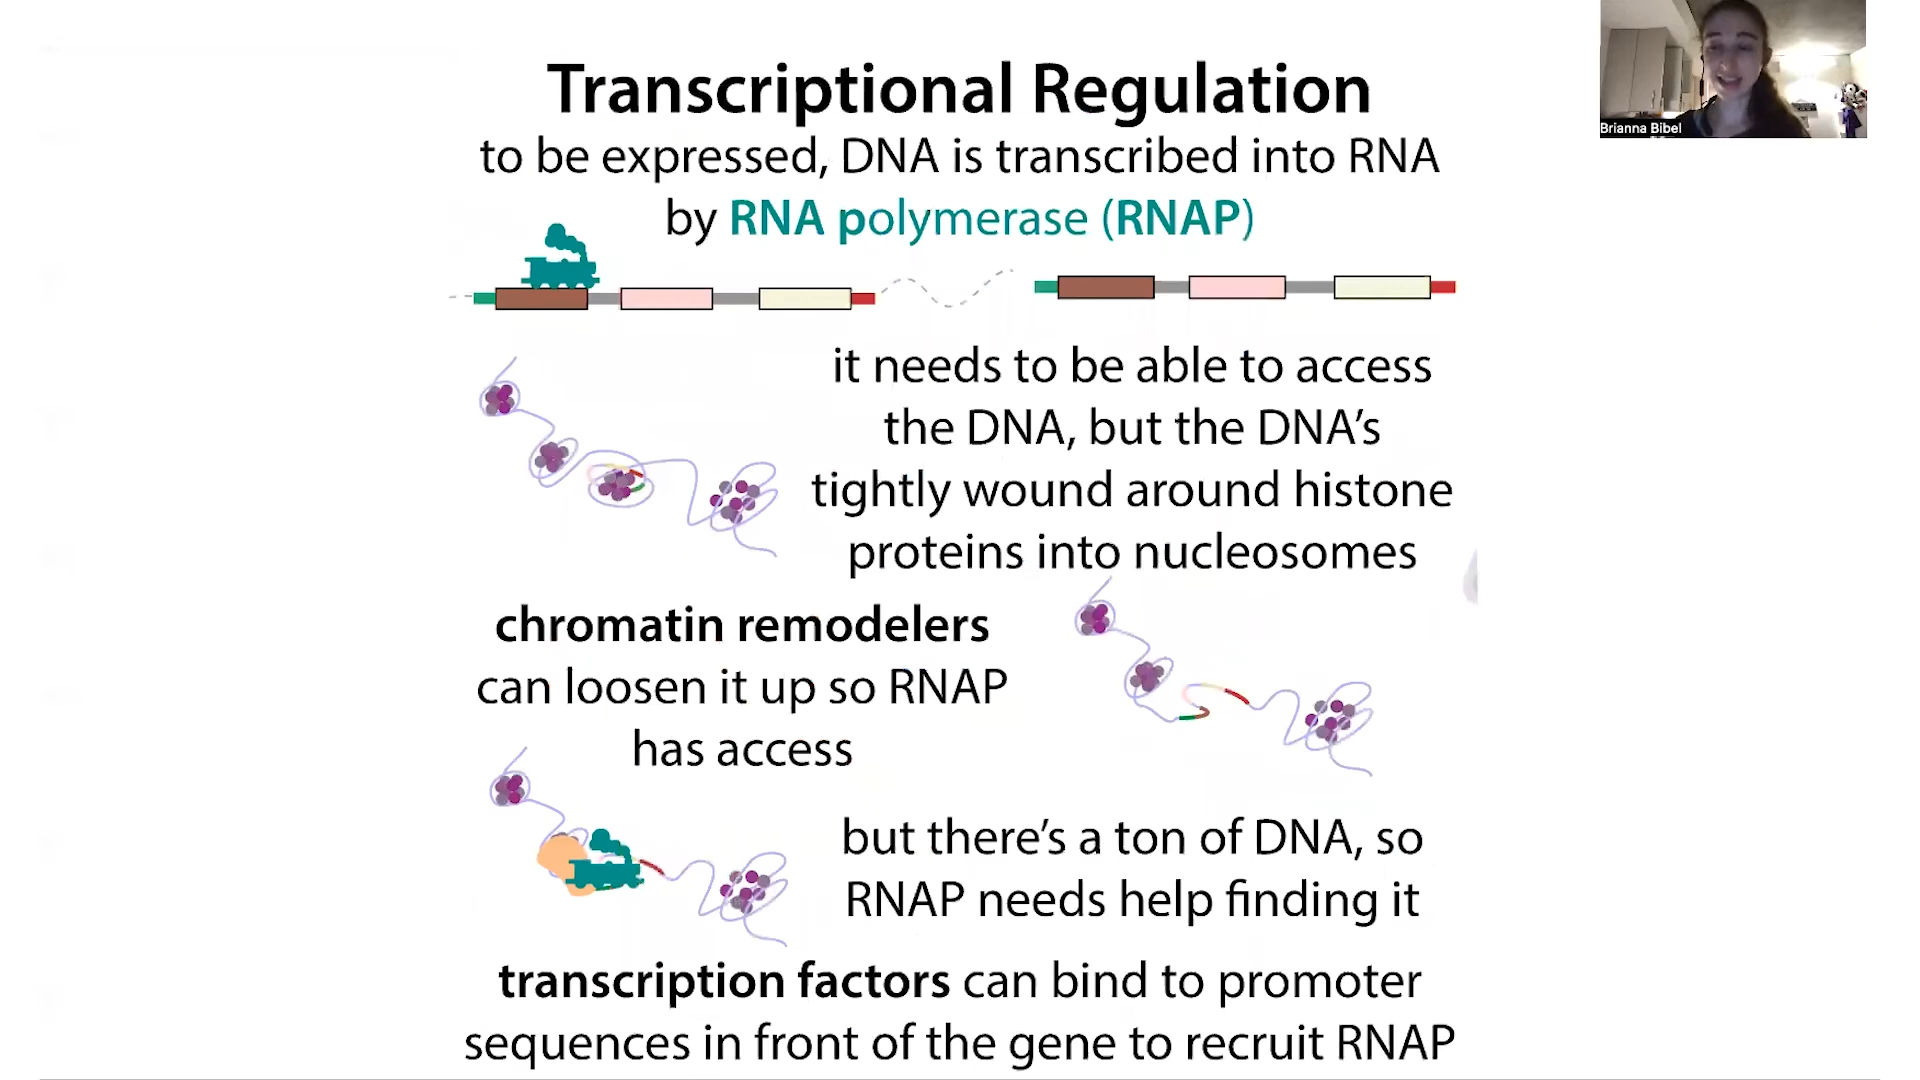 Transcriptional Regulation
to be expressed, DNA is transcribed into RNA
by RNA polymerase (RNAP)
it needs to be able to access
the DNA, but the DNA’s
tightly wound around histone
proteins into nucleosomes
chromatin remodelers
can loosen it up so RNAP
has access
but there’s a ton of DNA, so
RNAP needs help finding it
transcription factors can bind to promoter
sequences in front of the gene to recruit RNAP
Brianna Bibel